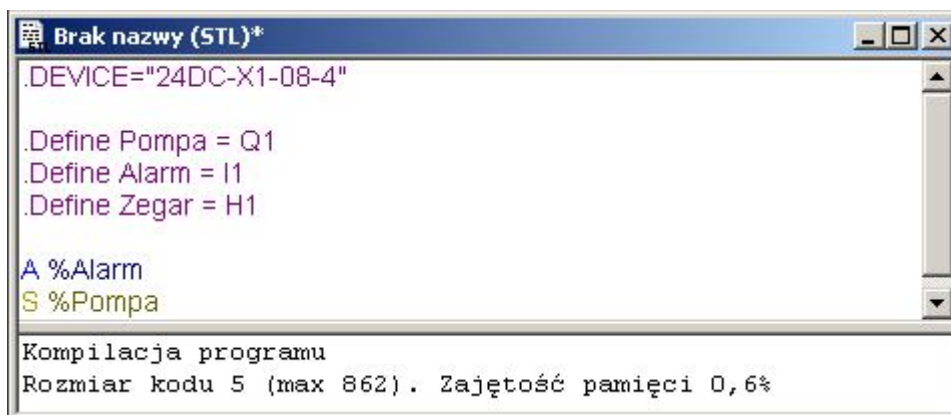 Brak nazwy (STL)*
.DEVICE="24DC-X1-08-4"
.Define Pompa = Q1
.Define Alarm = I1
.Define Zegar = H1
A %Alarm
S %Pompa
Kompilacja programu
Rozmiar kodu 5 (max 862). Zajętość pamięci 0,6%